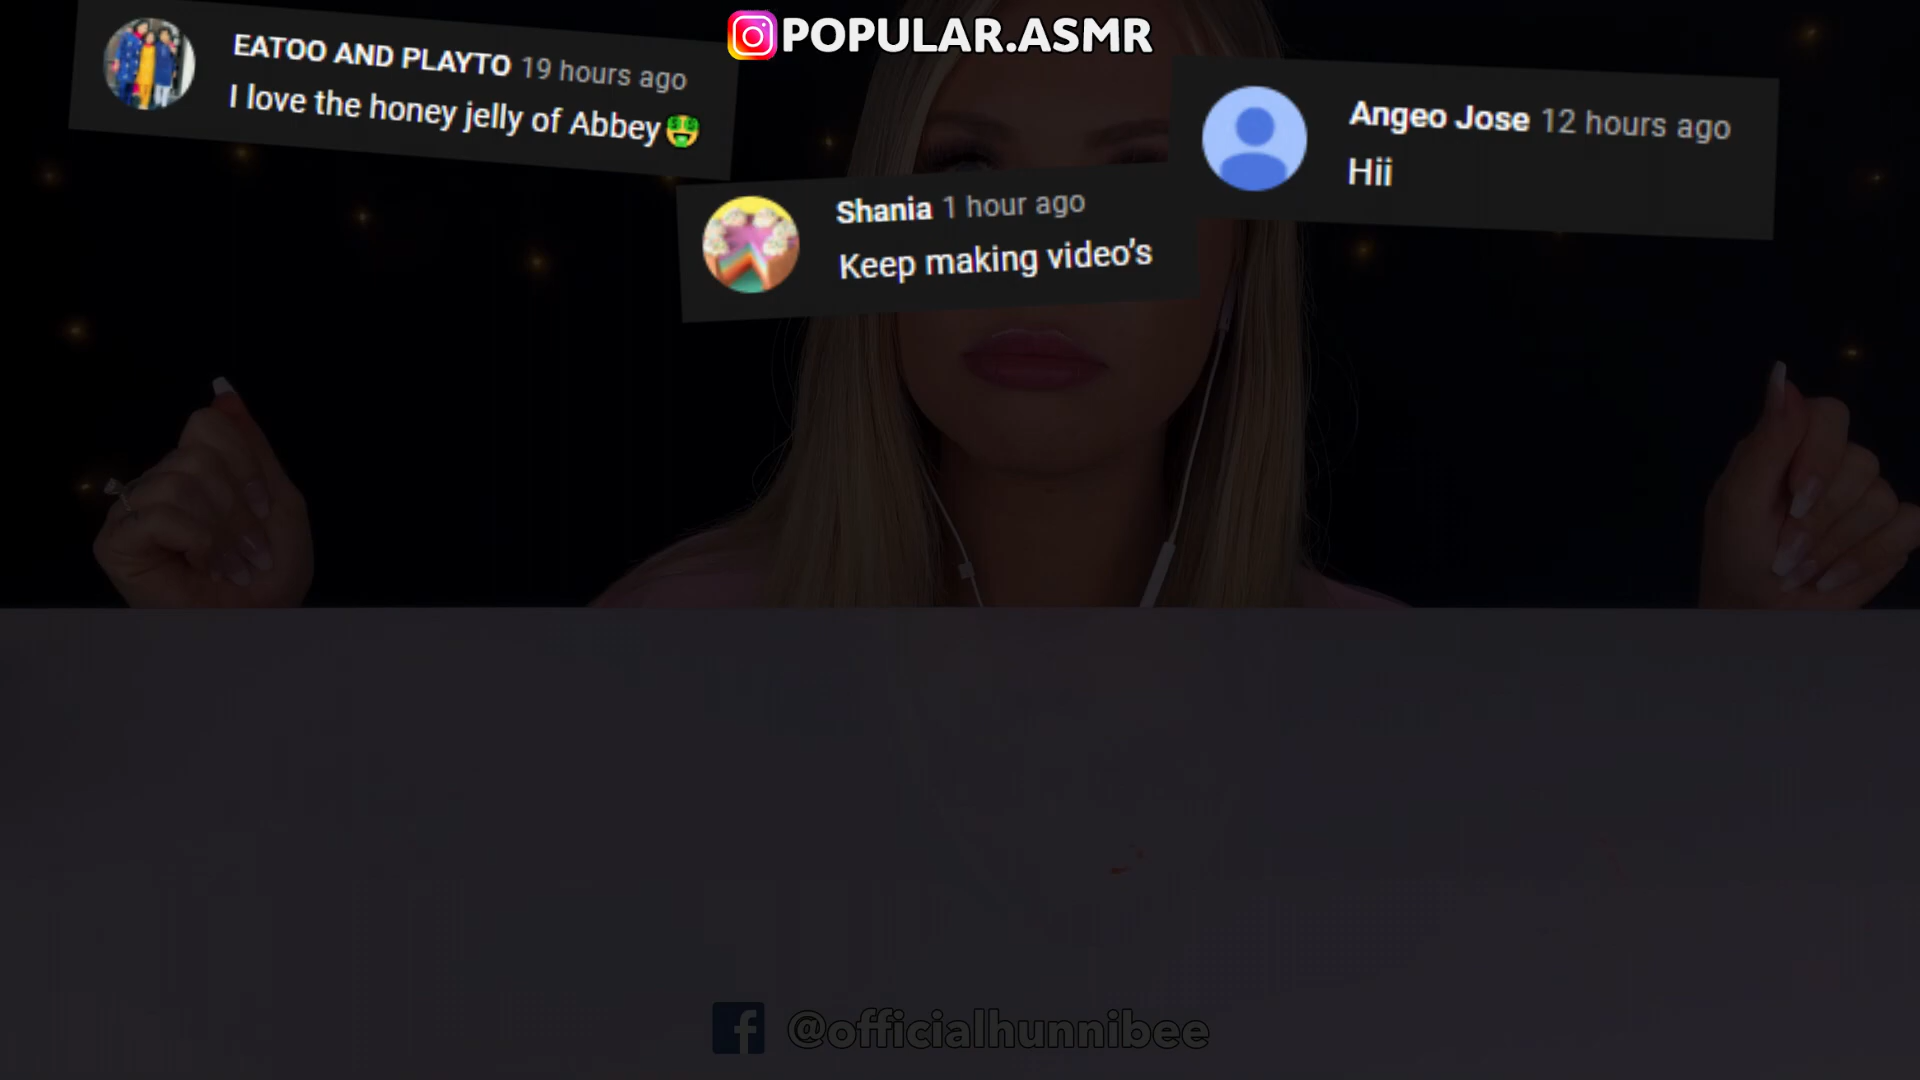 POPULAR.ASMR
EATOO AND PLAYTO 19 hours ago
I love the honey jelly of Abbey🤑
Angeo Jose 12 hours ago
Hii
Shania 1 hour ago
Keep making video’s
@officialhunnibee